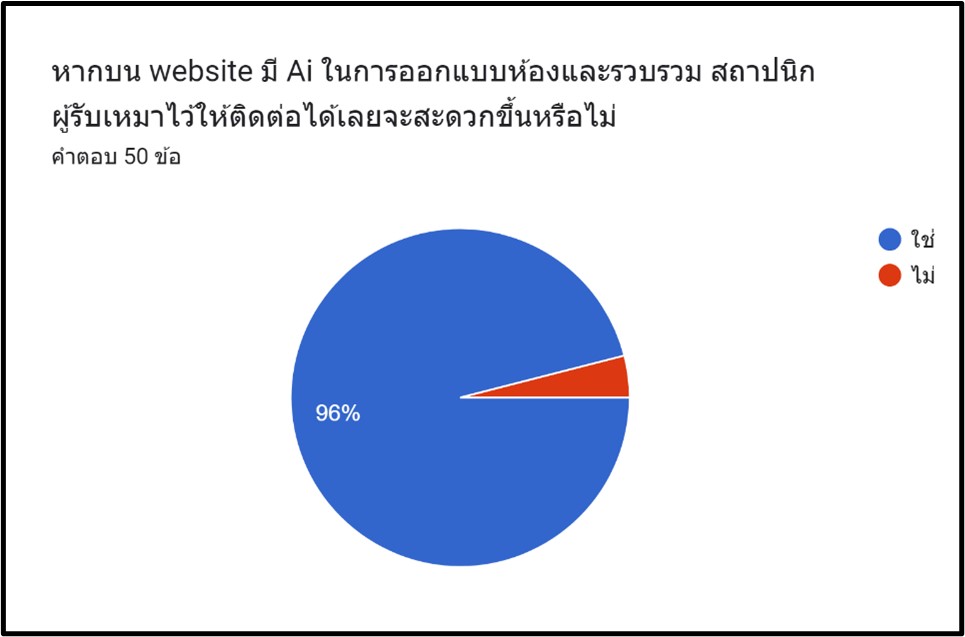 หากบน website มี Ai ในการออกแบบห้องและรวบรวม สถาปนิก
ผู้รับเหมาไว้ให้ติดต่อได้เลยจะสะดวกขึ้นหรือไม่
คำตอบ 50 ข้อ
ใช่
ไม่
96%